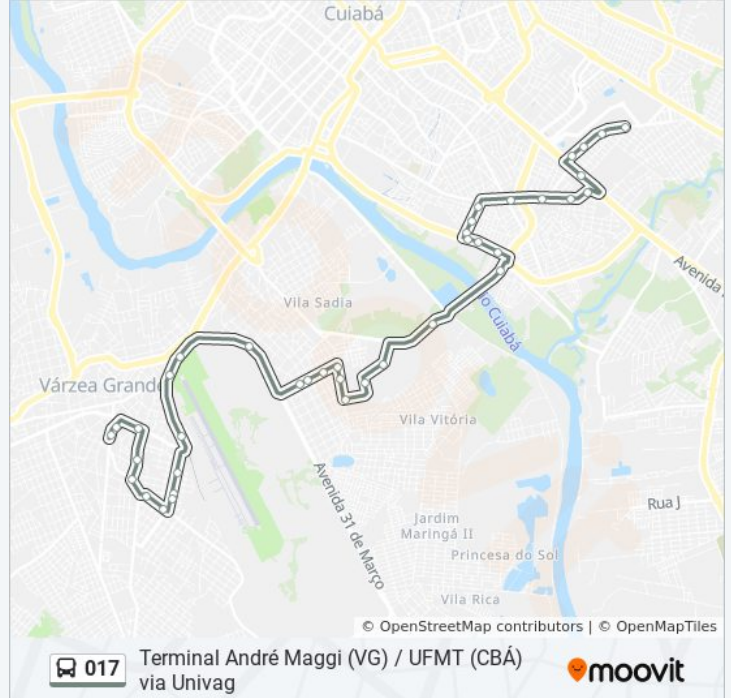 Cuiabá
Vila Sadia
Avenida
Cuiabá
Várzea Grande
Vila Vitória
Avenida 31 de Março
Rua J
Jardim
Maringá II
Princesa do Sol
Vila Rica
© OpenStreetMap contributors | © OpenMapTiles
017
Terminal André Maggi (VG) / UFMT (CBÁ)
via Univag
moovit